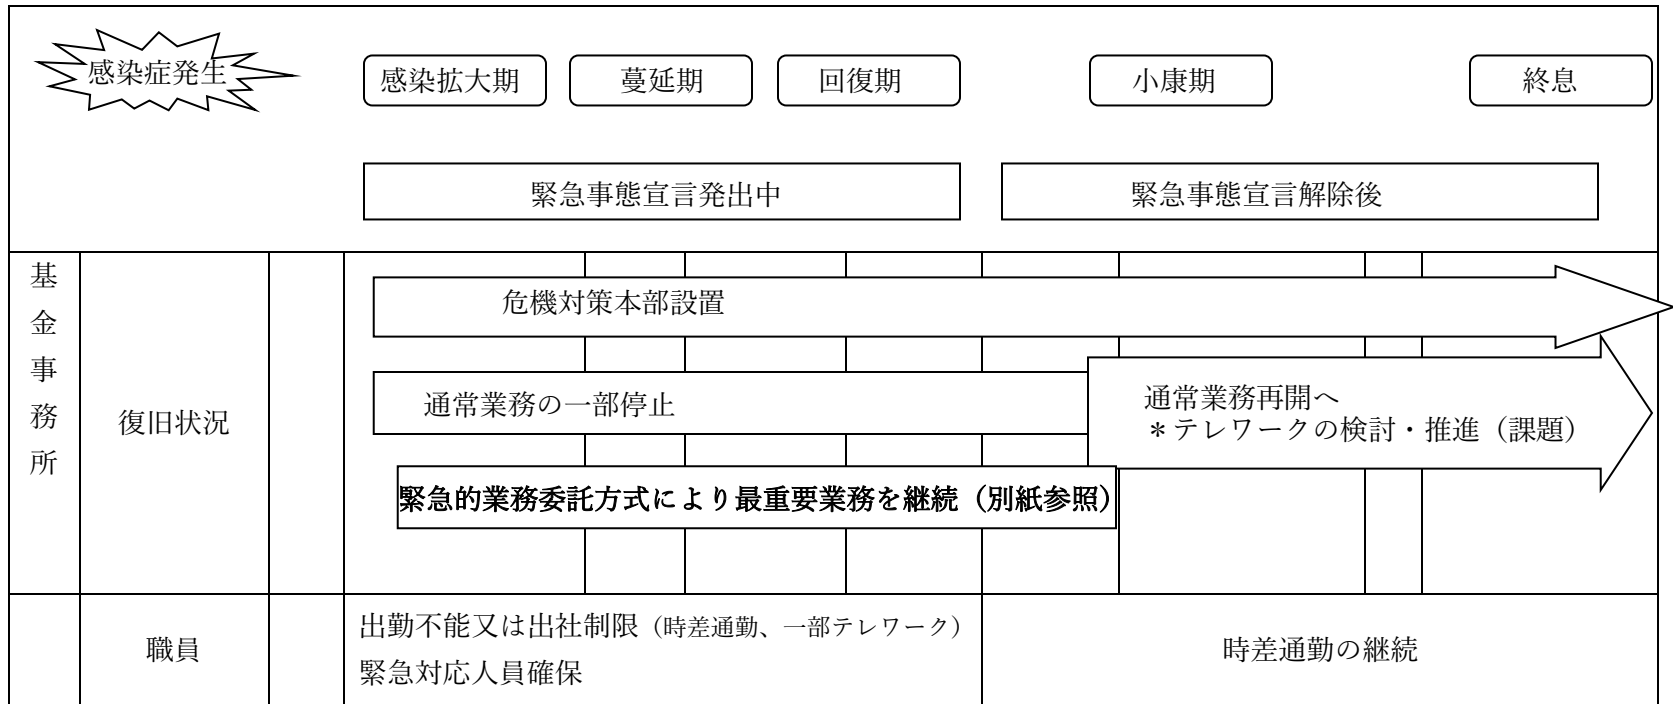 感染症発生
感染拡大期
蔓延期
回復期
小康期
終息
緊急事態宣言発出中
緊急事態宣言解除後
基金事務所
復旧状況
危機対策本部設置
通常業務の一部停止
通常業務再開へ
＊テレワークの検討・推進（課題）
緊急的業務委託方式により最重要業務を継続（別紙参照）
職員
出勤不能又は出社制限（時差通勤、一部テレワーク）
緊急対応人員確保
時差通勤の継続